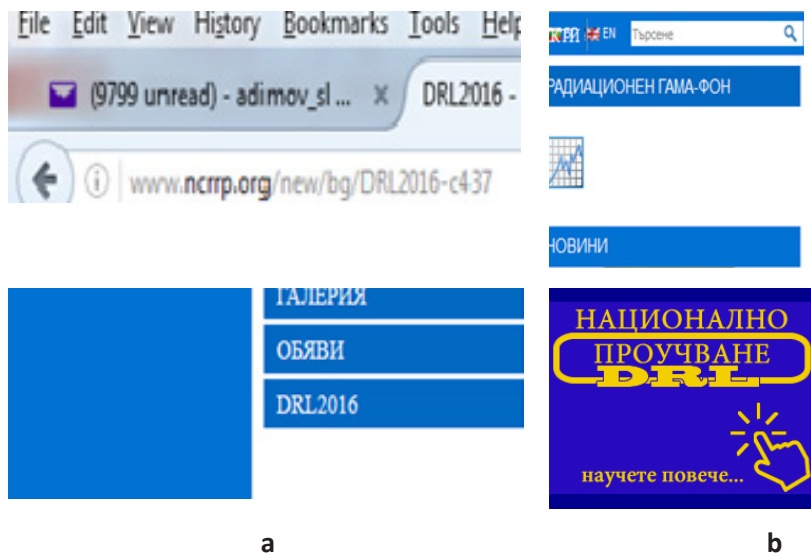 File Edit View History Bookmarks Tools Help
(9799 unread) - adimov_sl ... × DRL2016 -
www.ncrrp.org/new/bg/DRL2016-c437
ГАЛЕРИЯ
ОБЯВИ
DRL2016
a
EN Търсене
РАДИАЦИОНЕН ГАМА-ФОН
НОВИНИ
НАЦИОНАЛНО
ПРОУЧВАНЕ
DRL
научете повече...
b